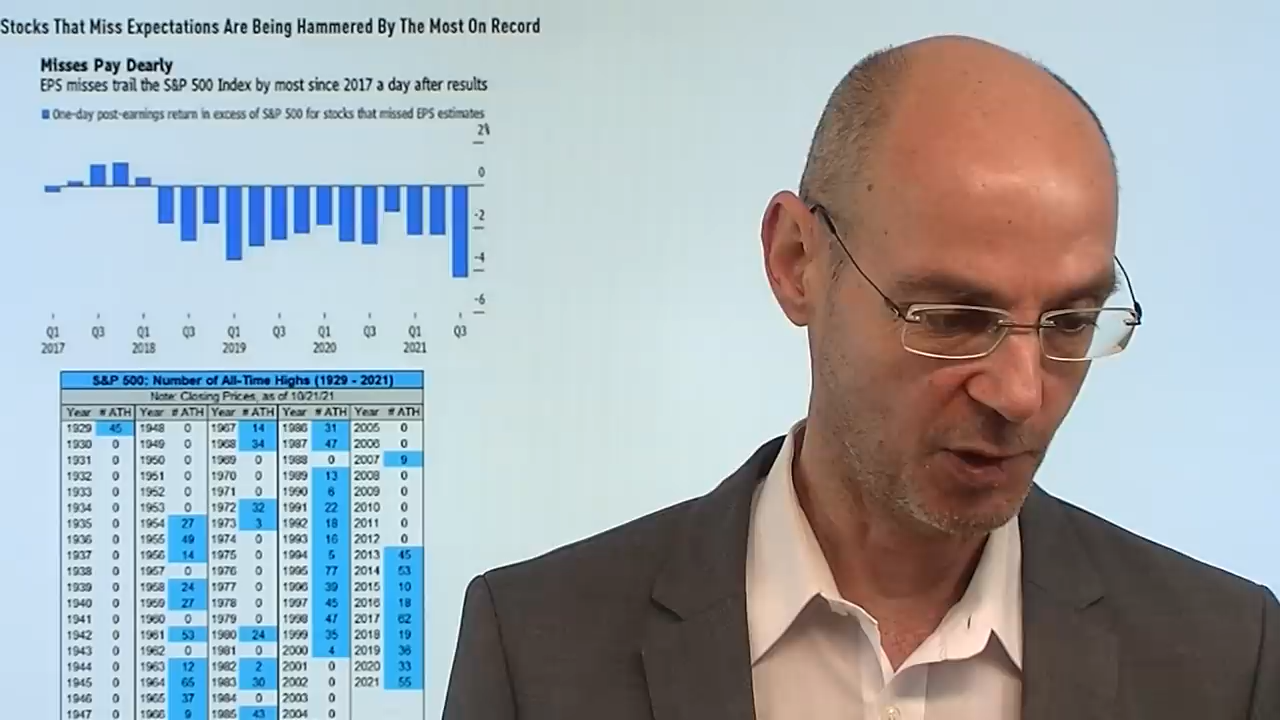 Stocks That Miss Expectations Are Being Hammered By The Most On Record
Misses Pay Dearly
EPS misses trail the S&P 500 Index by most since 2017 a day after results
One-day post-earnings return in excess of S&P 500 for stocks that missed EPS estimates
2%
0
-2
-4
-6
Q1 Q3 Q1 Q3 Q1 Q3 Q1 Q3 Q1 Q3
2017 2018 2019 2020 2021
S&P 500: Number of All-Time Highs (1929 - 2021)
Note: Closing Prices, as of 10/21/21
Year # ATH Year # ATH Year # ATH Year # ATH Year # ATH
1929 45 1948 0 1967 14 1986 31 2005 0
1930 0 1949 0 1968 34 1987 47 2006 0
1931 0 1950 0 1969 0 1988 0 2007 9
1932 0 1951 0 1970 0 1989 13 2008 0
1933 0 1952 0 1971 0 1990 6 2009 0
1934 0 1953 0 1972 32 1991 22 2010 0
1935 0 1954 27 1973 3 1992 18 2011 0
1936 0 1955 49 1974 0 1993 16 2012 0
1937 0 1956 14 1975 0 1994 5 2013 45
1938 0 1957 0 1976 0 1995 77 2014 53
1939 0 1958 24 1977 0 1996 39 2015 10
1940 0 1959 27 1978 0 1997 45 2016 18
1941 0 1960 0 1979 0 1998 47 2017 62
1942 0 1961 53 1980 24 1999 35 2018 19
1943 0 1962 0 1981 0 2000 4 2019 36
1944 0 1963 12 1982 2 2001 0 2020 33
1945 0 1964 65 1983 30 2002 0 2021 55
1946 0 1965 37 1984 0 2003 0
1947 0 1966 9 1985 43 2004 0